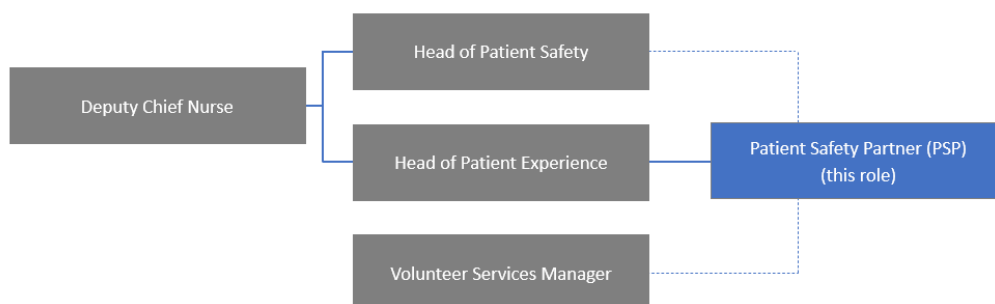 Head of Patient Safety
Deputy Chief Nurse
Head of Patient Experience
Patient Safety Partner (PSP)
(this role)
Volunteer Services Manager